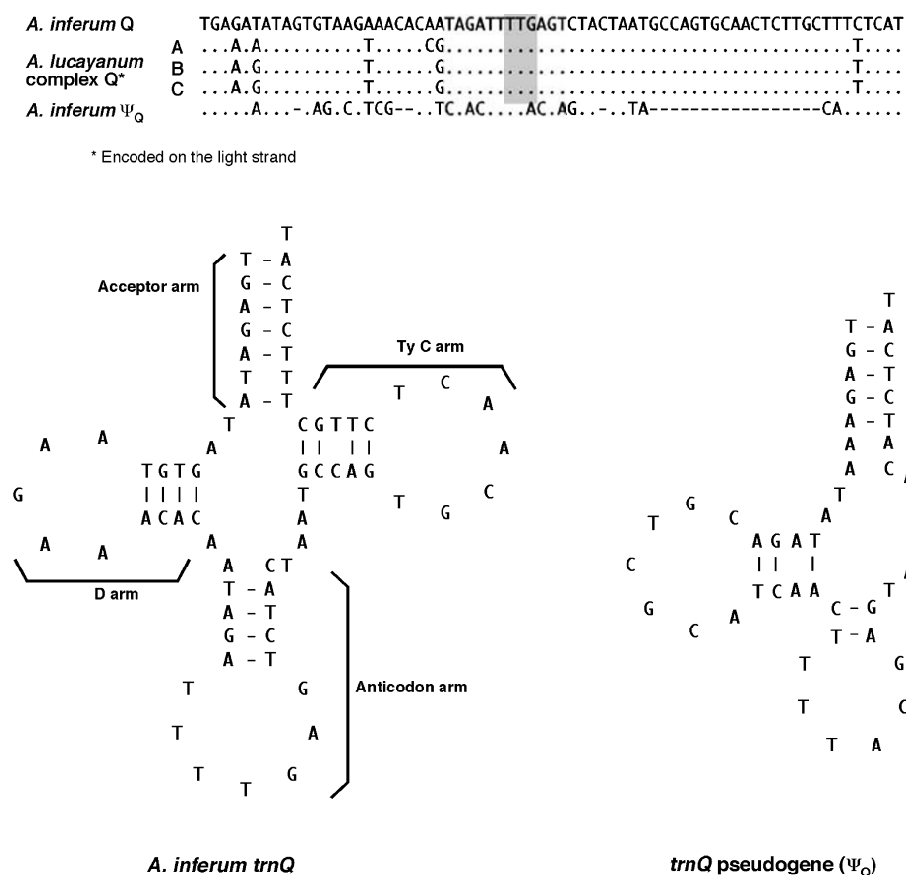 A. inferum Q TGAGATATAGTGTAAGAAACACAATAGATTTTGAGTCTACTAATGCCAGTGCAACTCTTGCTTTCTCAT
A. lucayanum complex Q*
A ...A.A..........T.....CG........................................T....
B ...A.G..........T......G........................................T....
C ...A.G..........T......G........................................T....
A. inferum ΨQ .....A...-.AG.C.TCG--..TC.AC....AC.AG..-..TA-----------------CA......
* Encoded on the light strand
T
Acceptor arm
T – A
G – C
A – T
G – C
A – T
T T
A – T
Ty C arm
T C A A C G T
T
A
C G T T C
G C C A G
A A
T G T G
G
A C A C
A A
D arm
T
A
A
A
A C T
T – A
A – T
G – C
A – T
T G
T A
T G
T
Anticodon arm
A. inferum trnQ
T
T – A
G – C
A – T
G – C
A – T
A A
A C
T
A
G C
T
A G A T
C
T C A A
G A
C
T
C – G
T – A
T G
T C
T A
trnQ pseudogene (ΨQ)